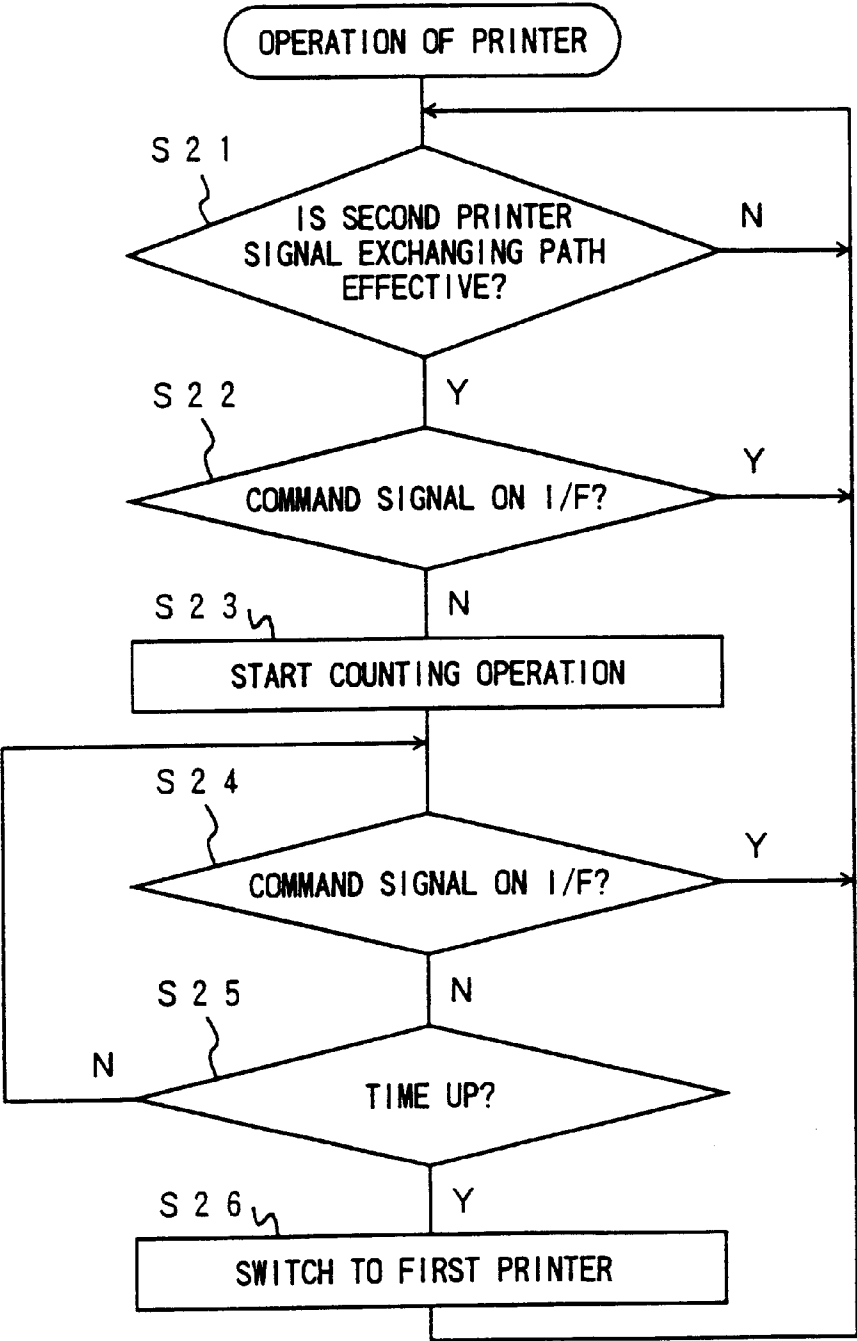 OPERATION OF PRINTER
S21
IS SECOND PRINTER
SIGNAL EXCHANGING PATH
EFFECTIVE?
N
Y
S22
COMMAND SIGNAL ON I/F?
Y
N
S23
START COUNTING OPERATION
S24
COMMAND SIGNAL ON I/F?
Y
N
S25
TIME UP?
N
Y
S26
SWITCH TO FIRST PRINTER